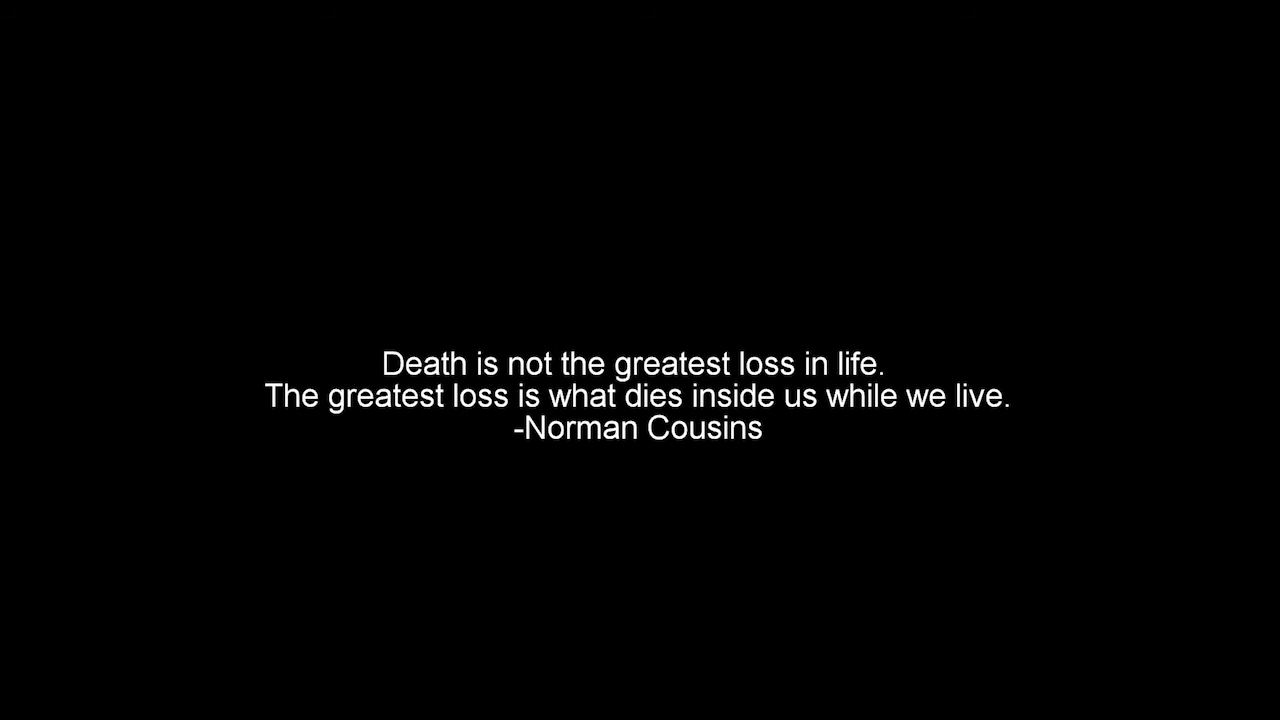 Death is not the greatest loss in life.
The greatest loss is what dies inside us while we live.
-Norman Cousins